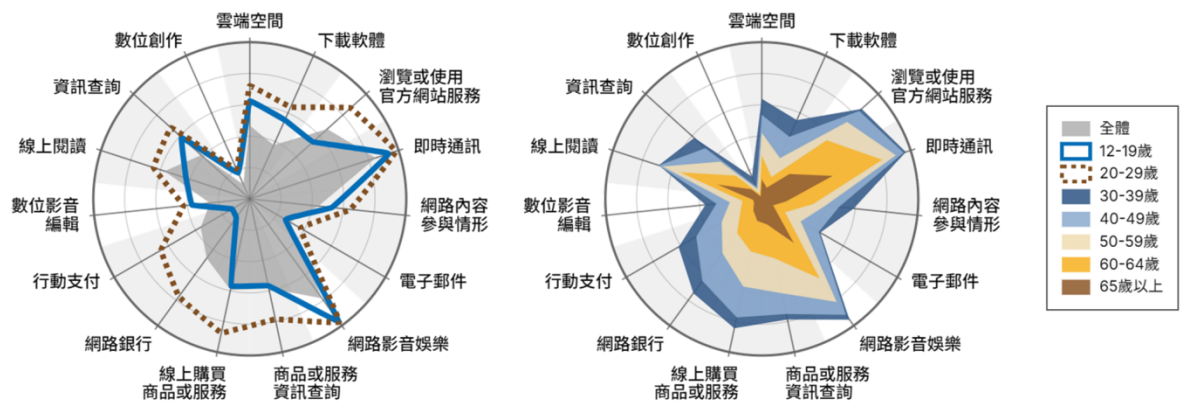 雲端空間
下載軟體
瀏覽或使用
官方網站服務
即時通訊
網路內容
參與情形
電子郵件
網路影音娛樂
商品或服務
資訊查詢
線上購買
商品或服務
網路銀行
行動支付
數位影音
編輯
線上閱讀
資訊查詢
數位創作
雲端空間
下載軟體
瀏覽或使用
官方網站服務
即時通訊
網路內容
參與情形
電子郵件
網路影音娛樂
商品或服務
資訊查詢
線上購買
商品或服務
網路銀行
行動支付
數位影音
編輯
線上閱讀
資訊查詢
數位創作
全體
12-19歲
20-29歲
30-39歲
40-49歲
50-59歲
60-64歲
65歲以上